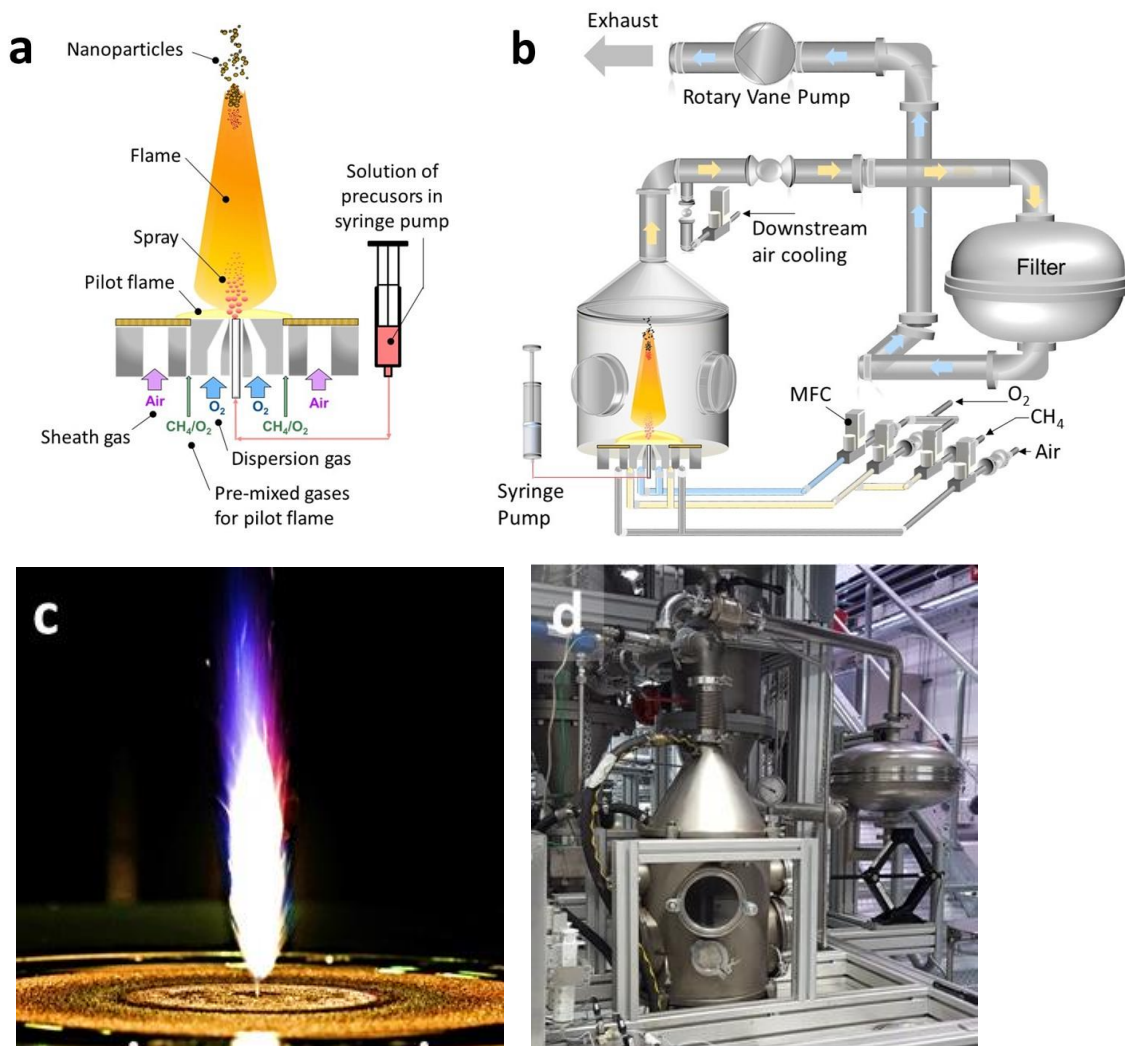 a
Nanoparticles
Flame
Spray
Pilot flame
Solution of
precusors in
syringe pump
Air
O₂
O₂
Air
CH₄/O₂
CH₄/O₂
Sheath gas
Dispersion gas
Pre-mixed gases
for pilot flame
b
Exhaust
Rotary Vane Pump
Downstream
air cooling
Filter
MFC
O₂
CH₄
Air
Syringe
Pump
c
d